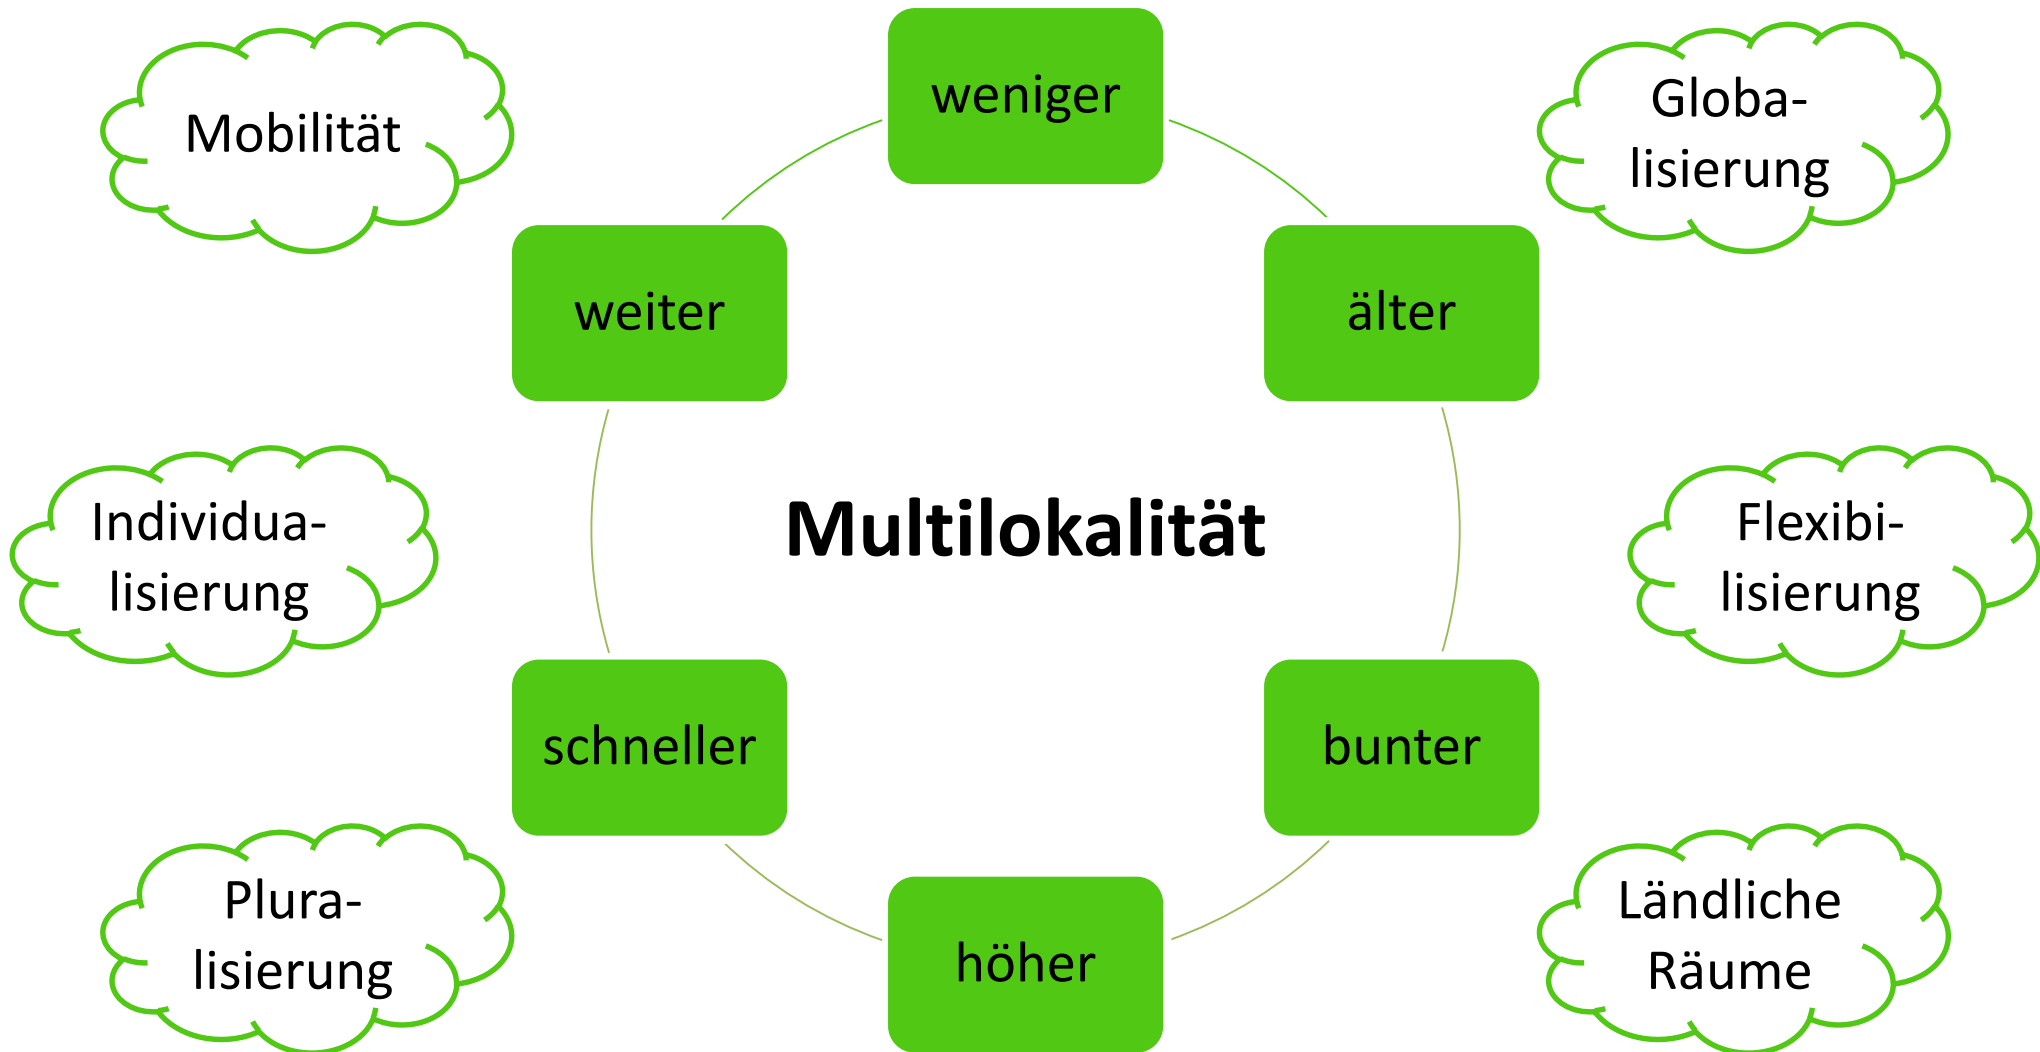 weniger
Mobilität
Globa-
lisierung
weiter
älter
Individua-
lisierung
Multilokalität
Flexibi-
lisierung
schneller
bunter
Plura-
lisierung
höher
Ländliche
Räume